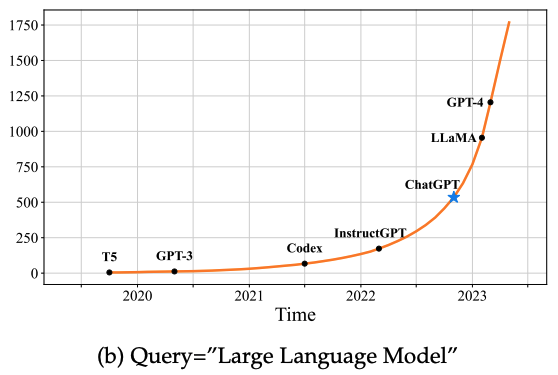 1750
1500
1250
GPT-4
1000
LLaMA
750
ChatGPT
500
InstructGPT
250
Codex
T5
GPT-3
0
2020
2021
2022
2023
Time
(b) Query=”Large Language Model”